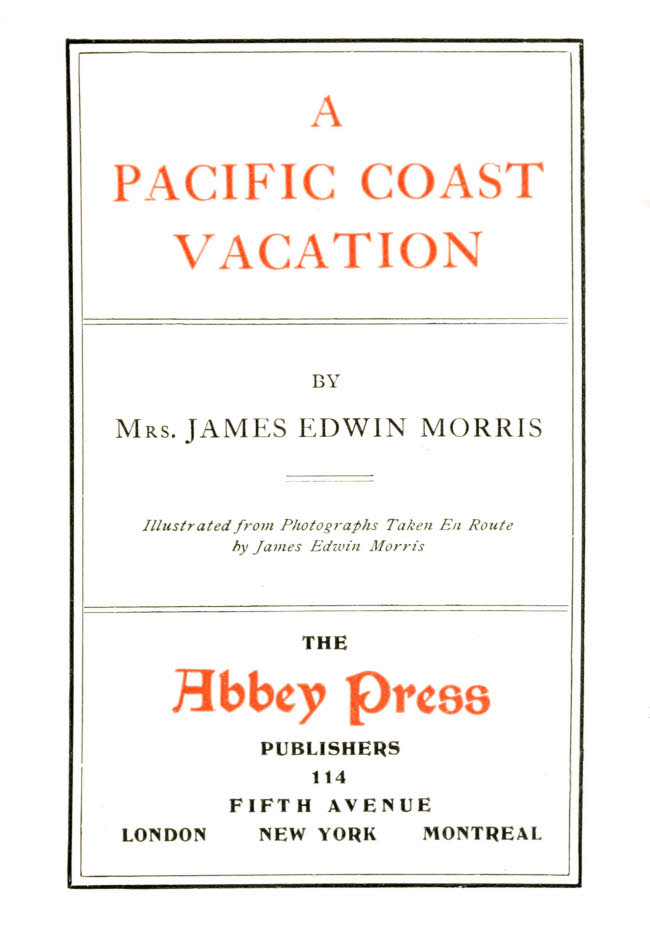 A
PACIFIC COAST
VACATION
BY
MRS. JAMES EDWIN MORRIS
Illustrated from Photographs Taken En Route
by James Edwin Morris
THE
Abbey Press
PUBLISHERS
114
FIFTH AVENUE
LONDON NEW YORK MONTREAL